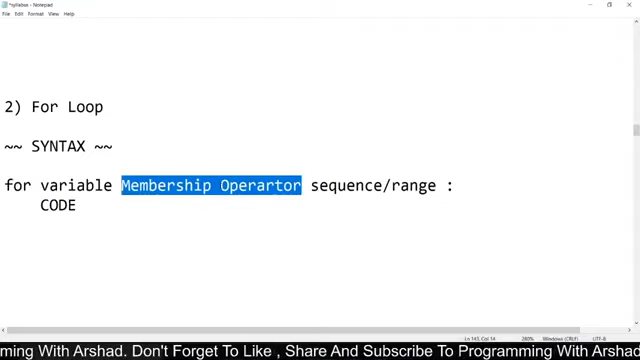 *syllabus - Notepad
File Edit Format View Help
2) For Loop
~~ SYNTAX ~~
for variable Membership Operartor sequence/range :
CODE
Ln 143, Col 14 280% Windows (CRLF) UTF-8
ming With Arshad. Don't Forget To Like , Share And Subscribe To Programming With Arshad